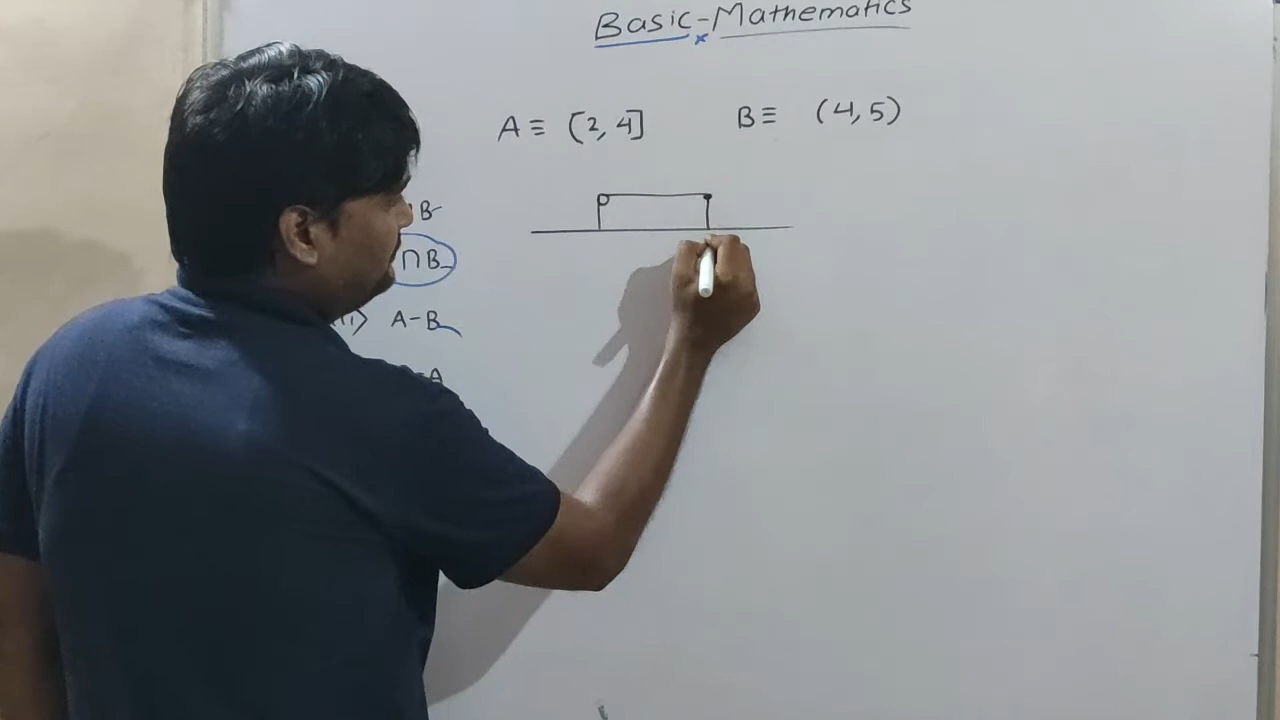 Basic-Mathematics
A ≡ (2, 4] B ≡ (4, 5)
B
∩ B
A-B
A